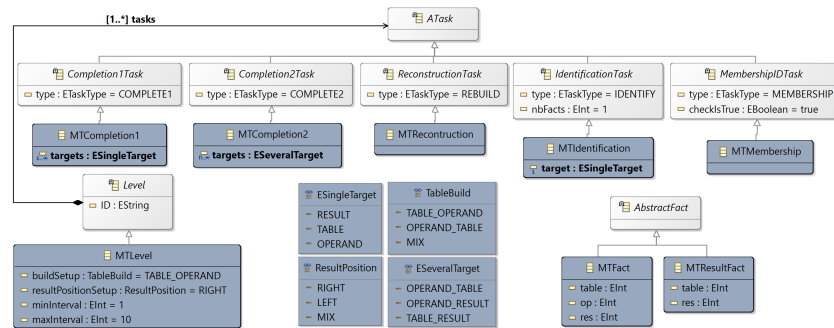 [1..*] tasks
ATask
Completion1Task
type : ETaskType = COMPLETE1
Completion2Task
type : ETaskType = COMPLETE2
ReconstructionTask
type : ETaskType = REBUILD
IdentificationTask
type : ETaskType = IDENTIFY
nbFacts : EInt = 1
MembershipIDTask
type : ETaskType = MEMBERSHIP
checkIsTrue : EBoolean = true
MTCompletion1
targets : ESingleTarget
MTCompletion2
targets : ESeveralTarget
MTRecontruction
MTIdentification
target : ESingleTarget
MTMembership
Level
ID : EString
MTLevel
buildSetup : TableBuild = TABLE_OPERAND
resultPositionSetup : ResultPosition = RIGHT
minInterval : EInt = 1
maxInterval : EInt = 10
ESingleTarget
RESULT
TABLE
OPERAND
TableBuild
TABLE_OPERAND
OPERAND_TABLE
MIX
ResultPosition
RIGHT
LEFT
MIX
ESeveralTarget
OPERAND_TABLE
OPERAND_RESULT
TABLE_RESULT
AbstractFact
MTFact
table : EInt
op : EInt
res : EInt
MTResultFact
table : EInt
res : EInt